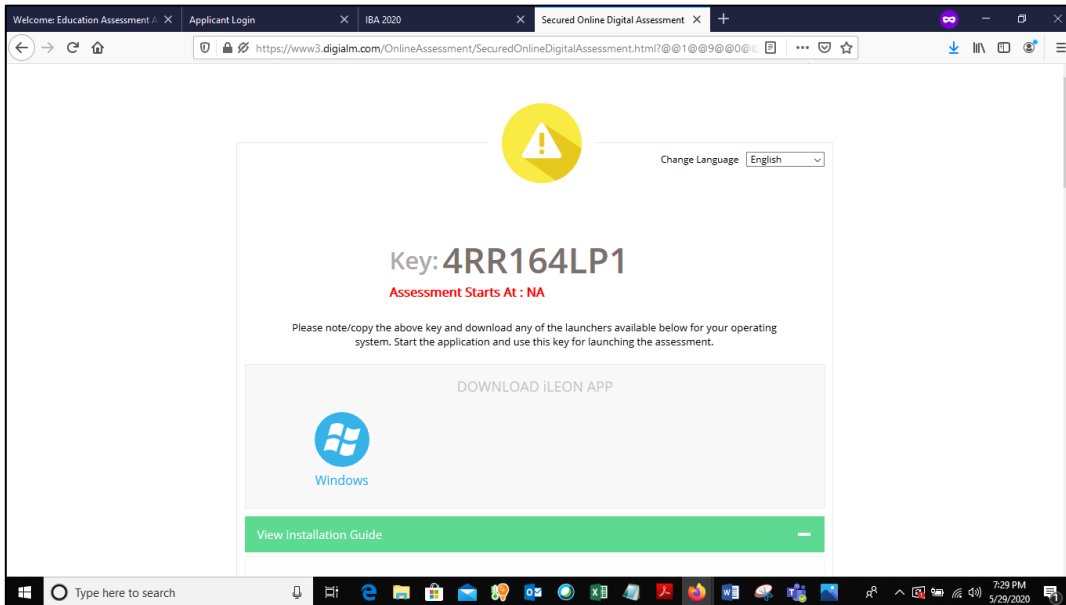 Welcome: Education Assessment A
Applicant Login
IBA 2020
Secured Online Digital Assessment
https://www3.digialm.com/OnlineAssessment/SecuredOnlineDigitalAssessment.html?@@1@@9@@0@@
Change Language English
Key: 4RR164LP1
Assessment Starts At : NA
Please note/copy the above key and download any of the launchers available below for your operating
system. Start the application and use this key for launching the assessment.
DOWNLOAD iLEON APP
Windows
View Installation Guide
Type here to search
7:29 PM
5/29/2020